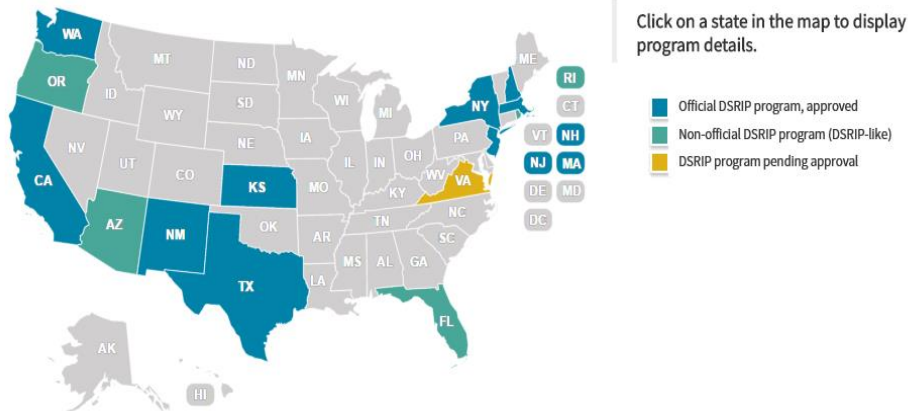 Click on a state in the map to display
program details.
WA
MT
ND
MN
ME
OR
ID
SD
WI
MI
NY
RI
WY
CT
IA
PA
VT
NH
NV
NE
OH
IL
IN
NJ
MA
UT
CO
WV
VA
CA
KS
MO
KY
DE
MD
NC
TN
DC
AZ
NM
OK
AR
SC
MS
AL
GA
TX
LA
FL
AK
HI
Official DSRIP program, approved
Non-official DSRIP program (DSRIP-like)
DSRIP program pending approval